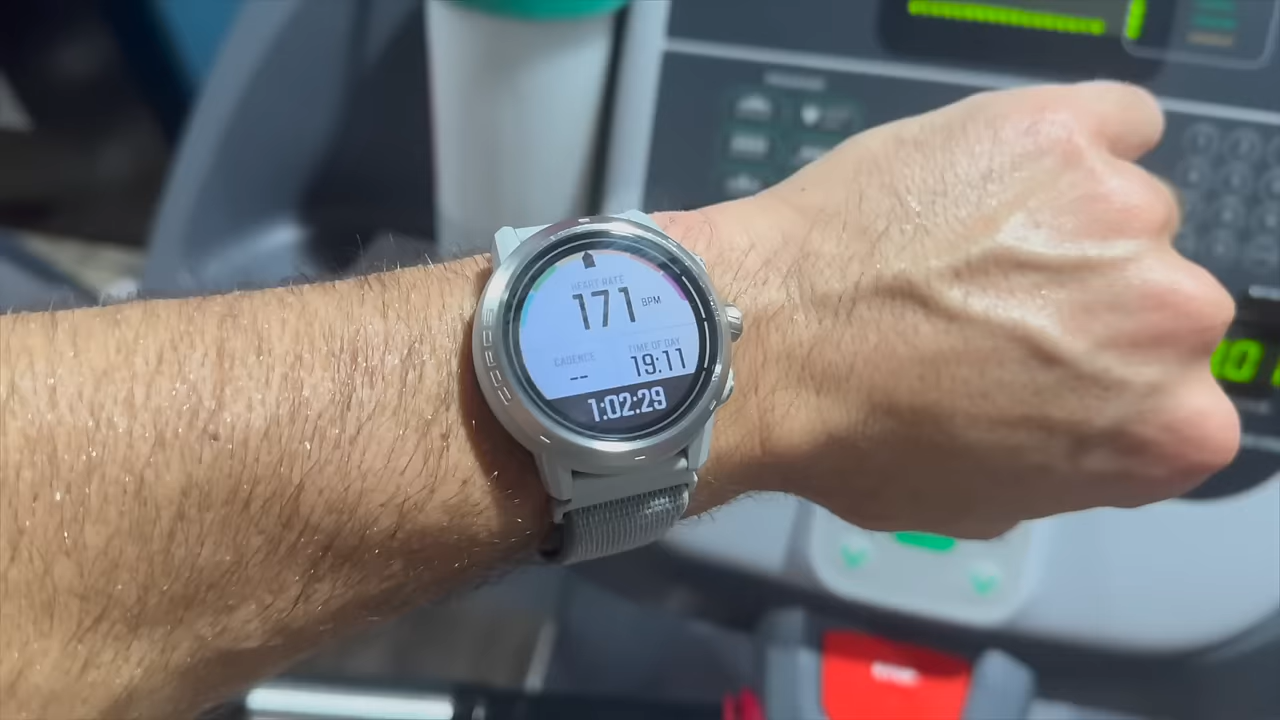 HEART RATE
171 BPM
CADENCE
TIME OF DAY
--
19:11
1:02:29
COROS